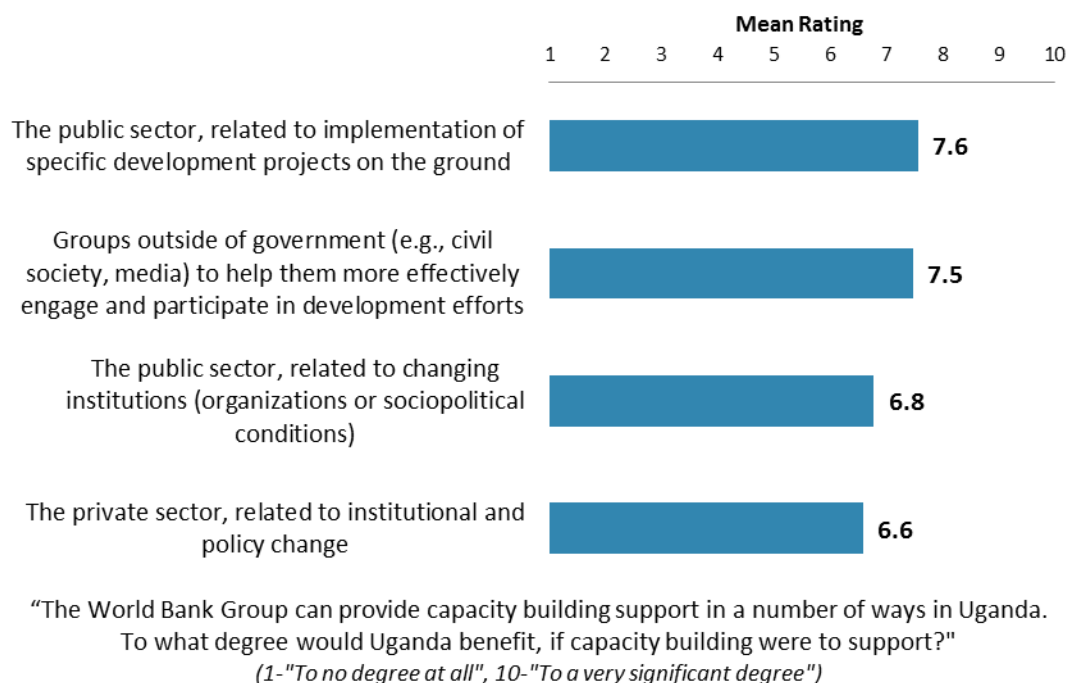 Mean Rating
1 2 3 4 5 6 7 8 9 10
The public sector, related to implementation of
specific development projects on the ground
7.6
Groups outside of government (e.g., civil
society, media) to help them more effectively
engage and participate in development efforts
7.5
The public sector, related to changing
institutions (organizations or sociopolitical
conditions)
6.8
The private sector, related to institutional and
policy change
6.6
“The World Bank Group can provide capacity building support in a number of ways in Uganda.
To what degree would Uganda benefit, if capacity building were to support?"
(1-"To no degree at all", 10-"To a very significant degree")